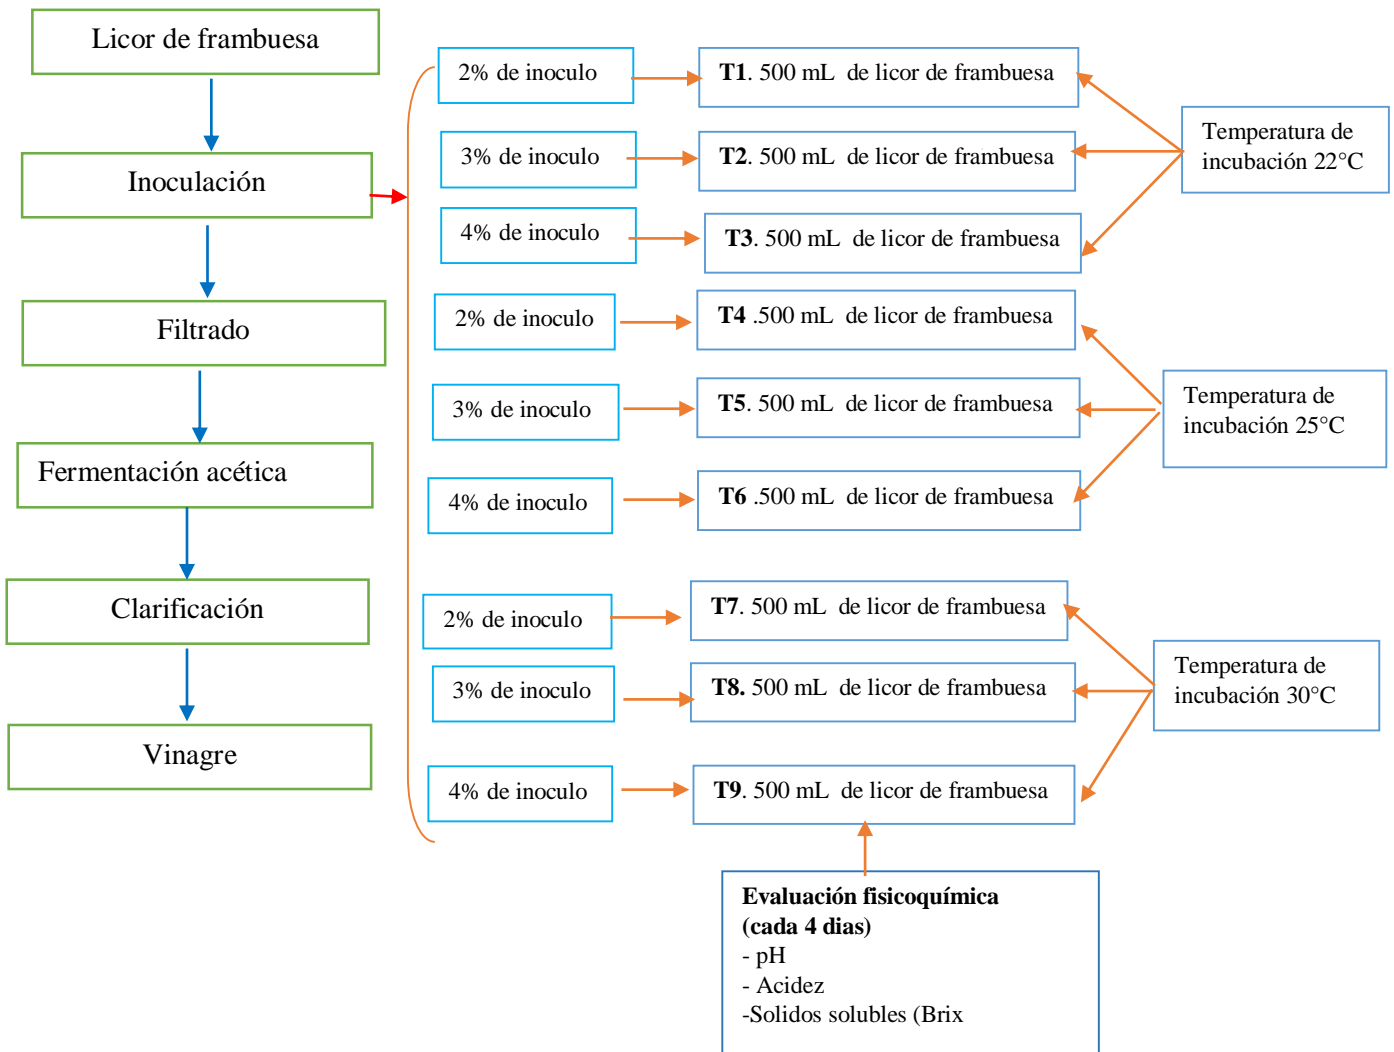 Licor de frambuesa
Inoculación
Filtrado
Fermentación acética
Clarificación
Vinagre
2% de inoculo
T1. 500 mL de licor de frambuesa
3% de inoculo
T2. 500 mL de licor de frambuesa
4% de inoculo
T3. 500 mL de licor de frambuesa
Temperatura de
incubación 22°C
2% de inoculo
T4 .500 mL de licor de frambuesa
3% de inoculo
T5. 500 mL de licor de frambuesa
4% de inoculo
T6 .500 mL de licor de frambuesa
Temperatura de
incubación 25°C
2% de inoculo
T7. 500 mL de licor de frambuesa
3% de inoculo
T8. 500 mL de licor de frambuesa
4% de inoculo
T9. 500 mL de licor de frambuesa
Temperatura de
incubación 30°C
Evaluación fisicoquímica
(cada 4 dias)
- pH
- Acidez
-Solidos solubles (Brix